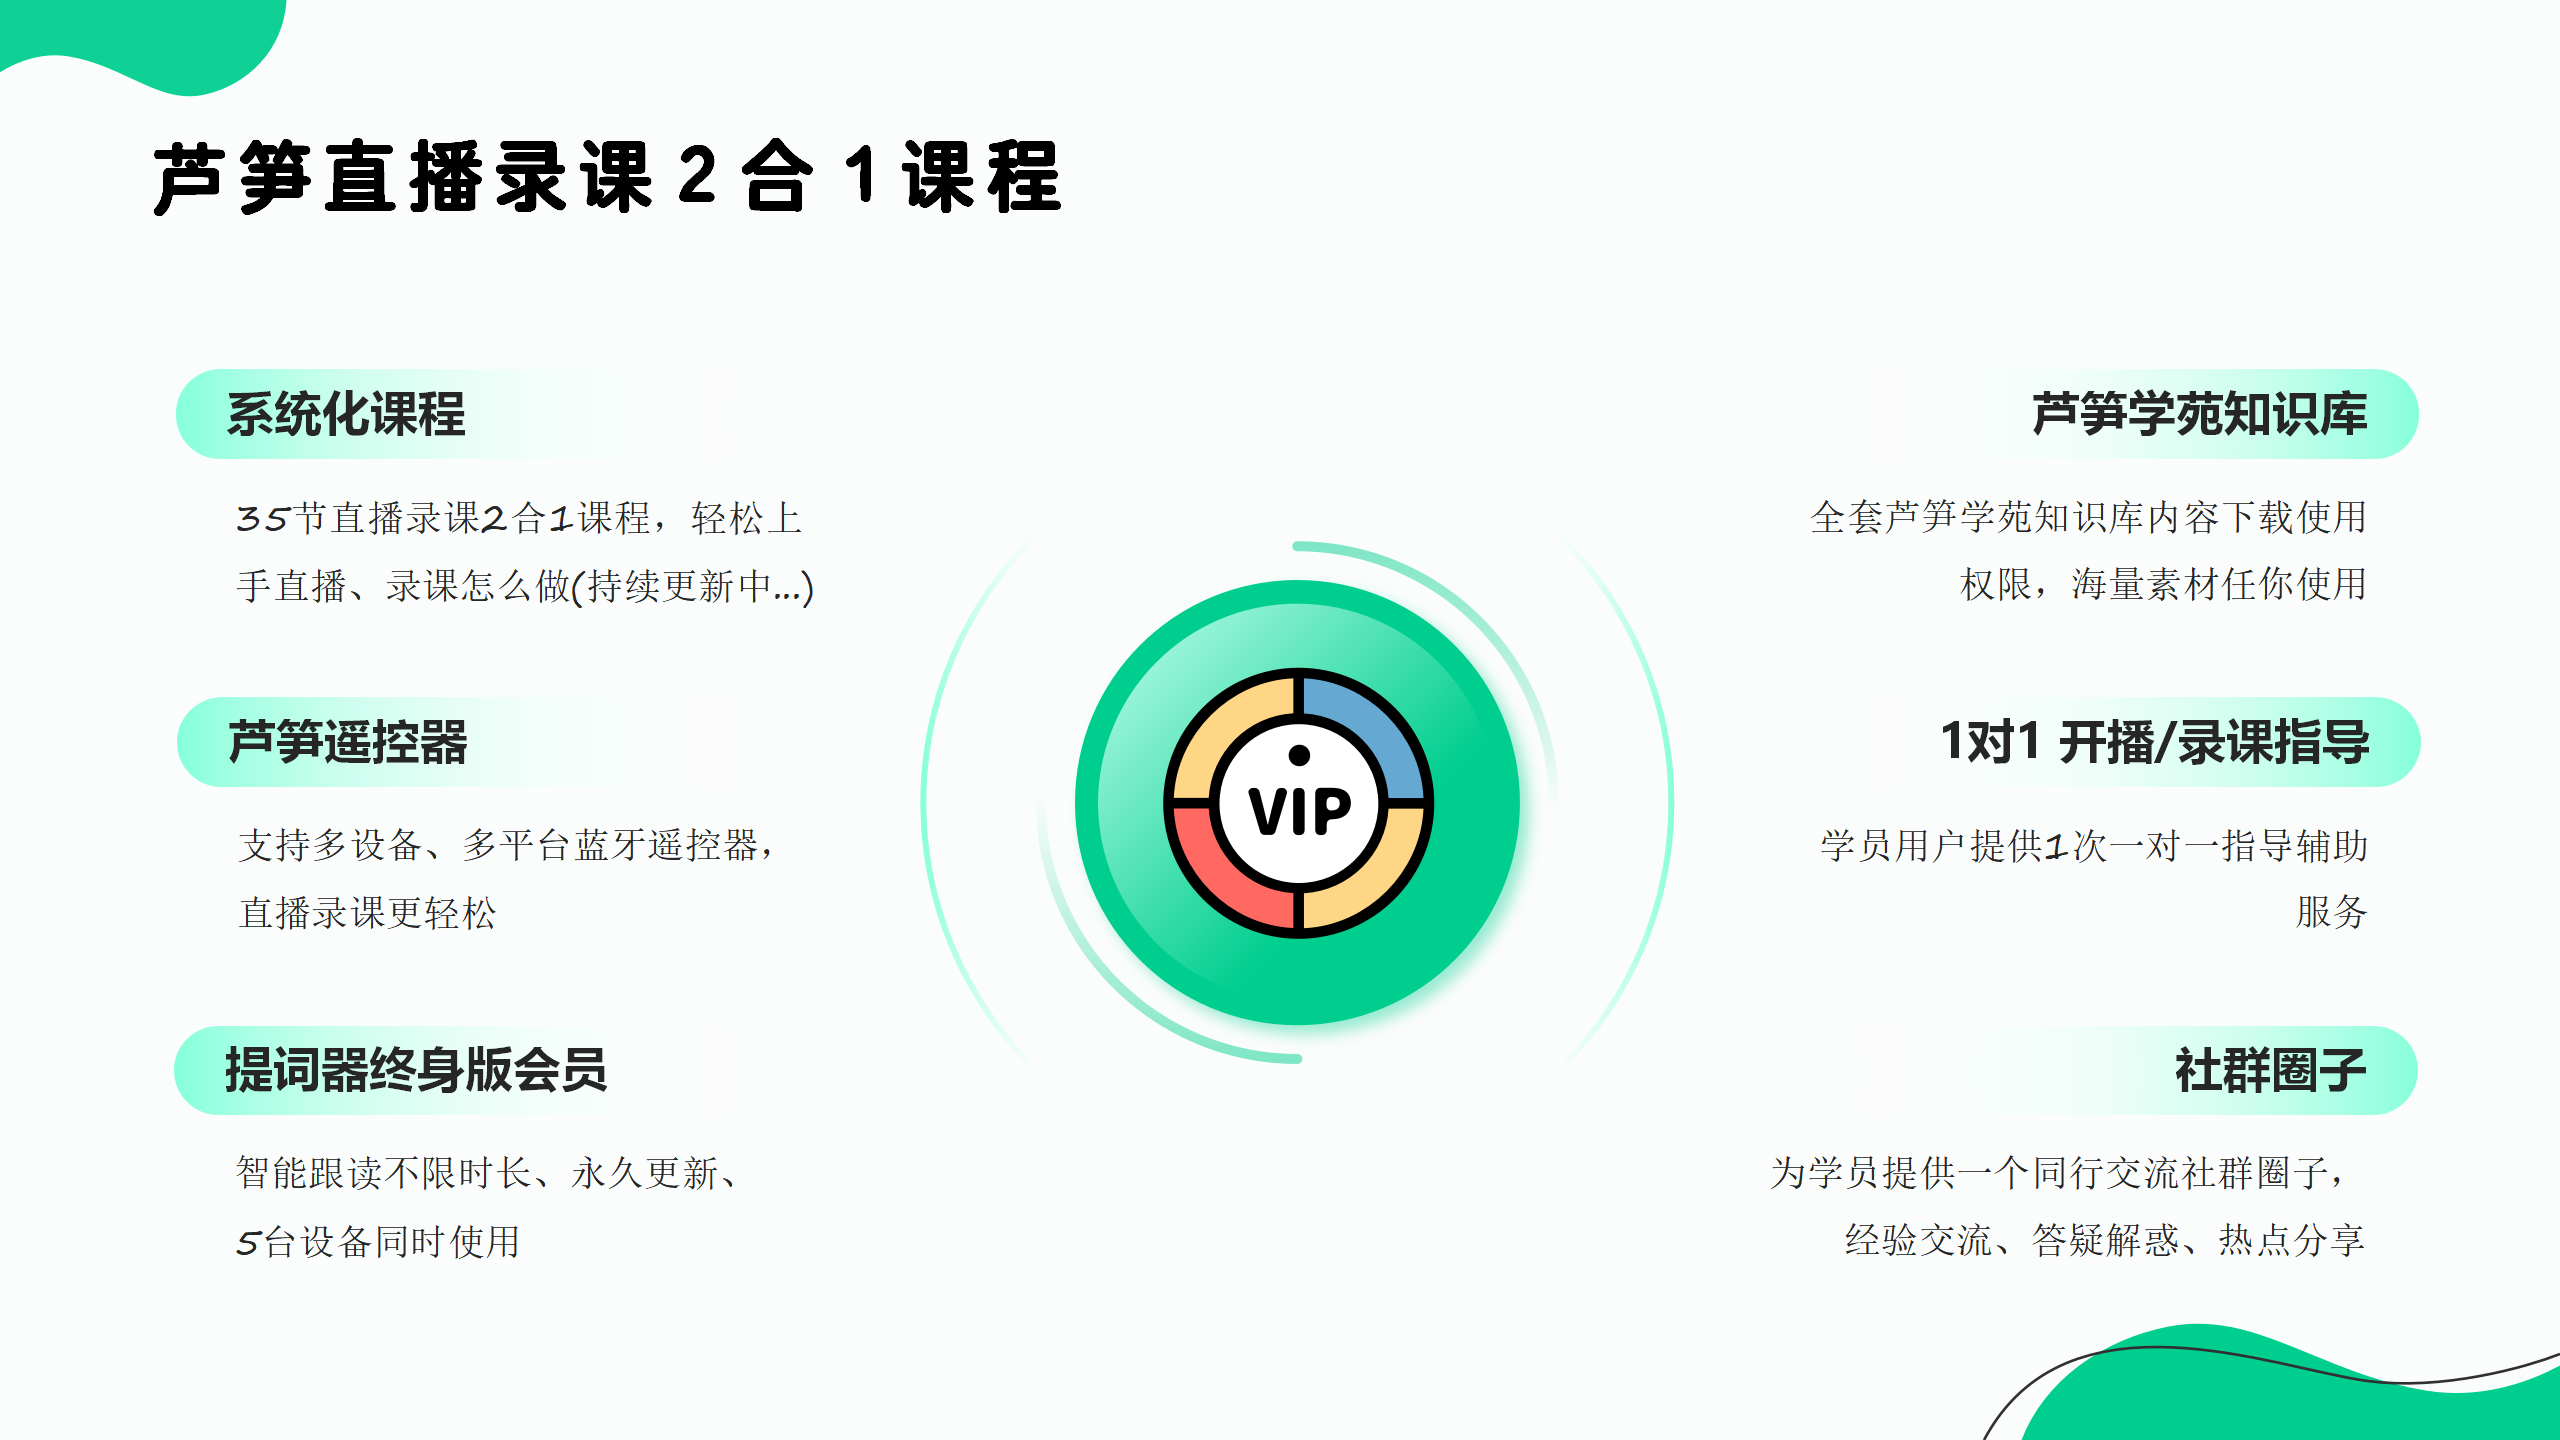 芦笋直播录课2合1课程
系统化课程
35节直播录课2合1课程，轻松上
手直播、录课怎么做(持续更新中...)
芦笋遥控器
支持多设备、多平台蓝牙遥控器，
直播录课更轻松
提词器终身版会员
智能跟读不限时长、永久更新、
5台设备同时使用
VIP
芦笋学苑知识库
全套芦笋学苑知识库内容下载使用
权限，海量素材任你使用
1对1 开播/录课指导
学员用户提供1次一对一指导辅助
服务
社群圈子
为学员提供一个同行交流社群圈子，
经验交流、答疑解惑、热点分享